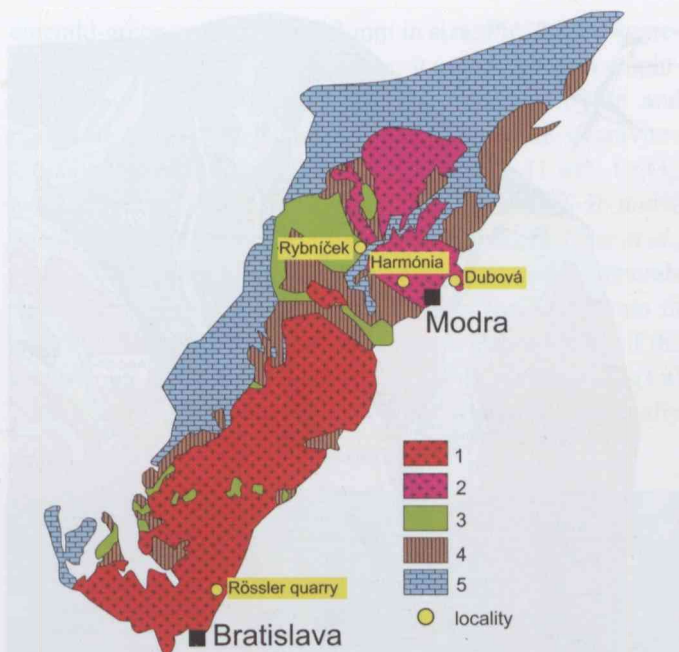 Rybníček
Harmónia
Dubová
Modra
1
2
3
4
5
locality
Rössler quarry
Bratislava